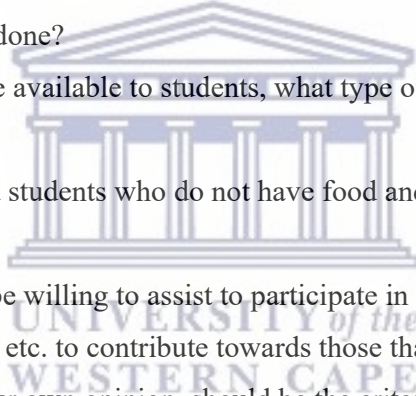 done?
e available to students, what type o
students who do not have food and
be willing to assist to participate in
UNIVERSITY of the
etc. to contribute towards those tha
WESTERN CAPE
own opinion, should be the crite